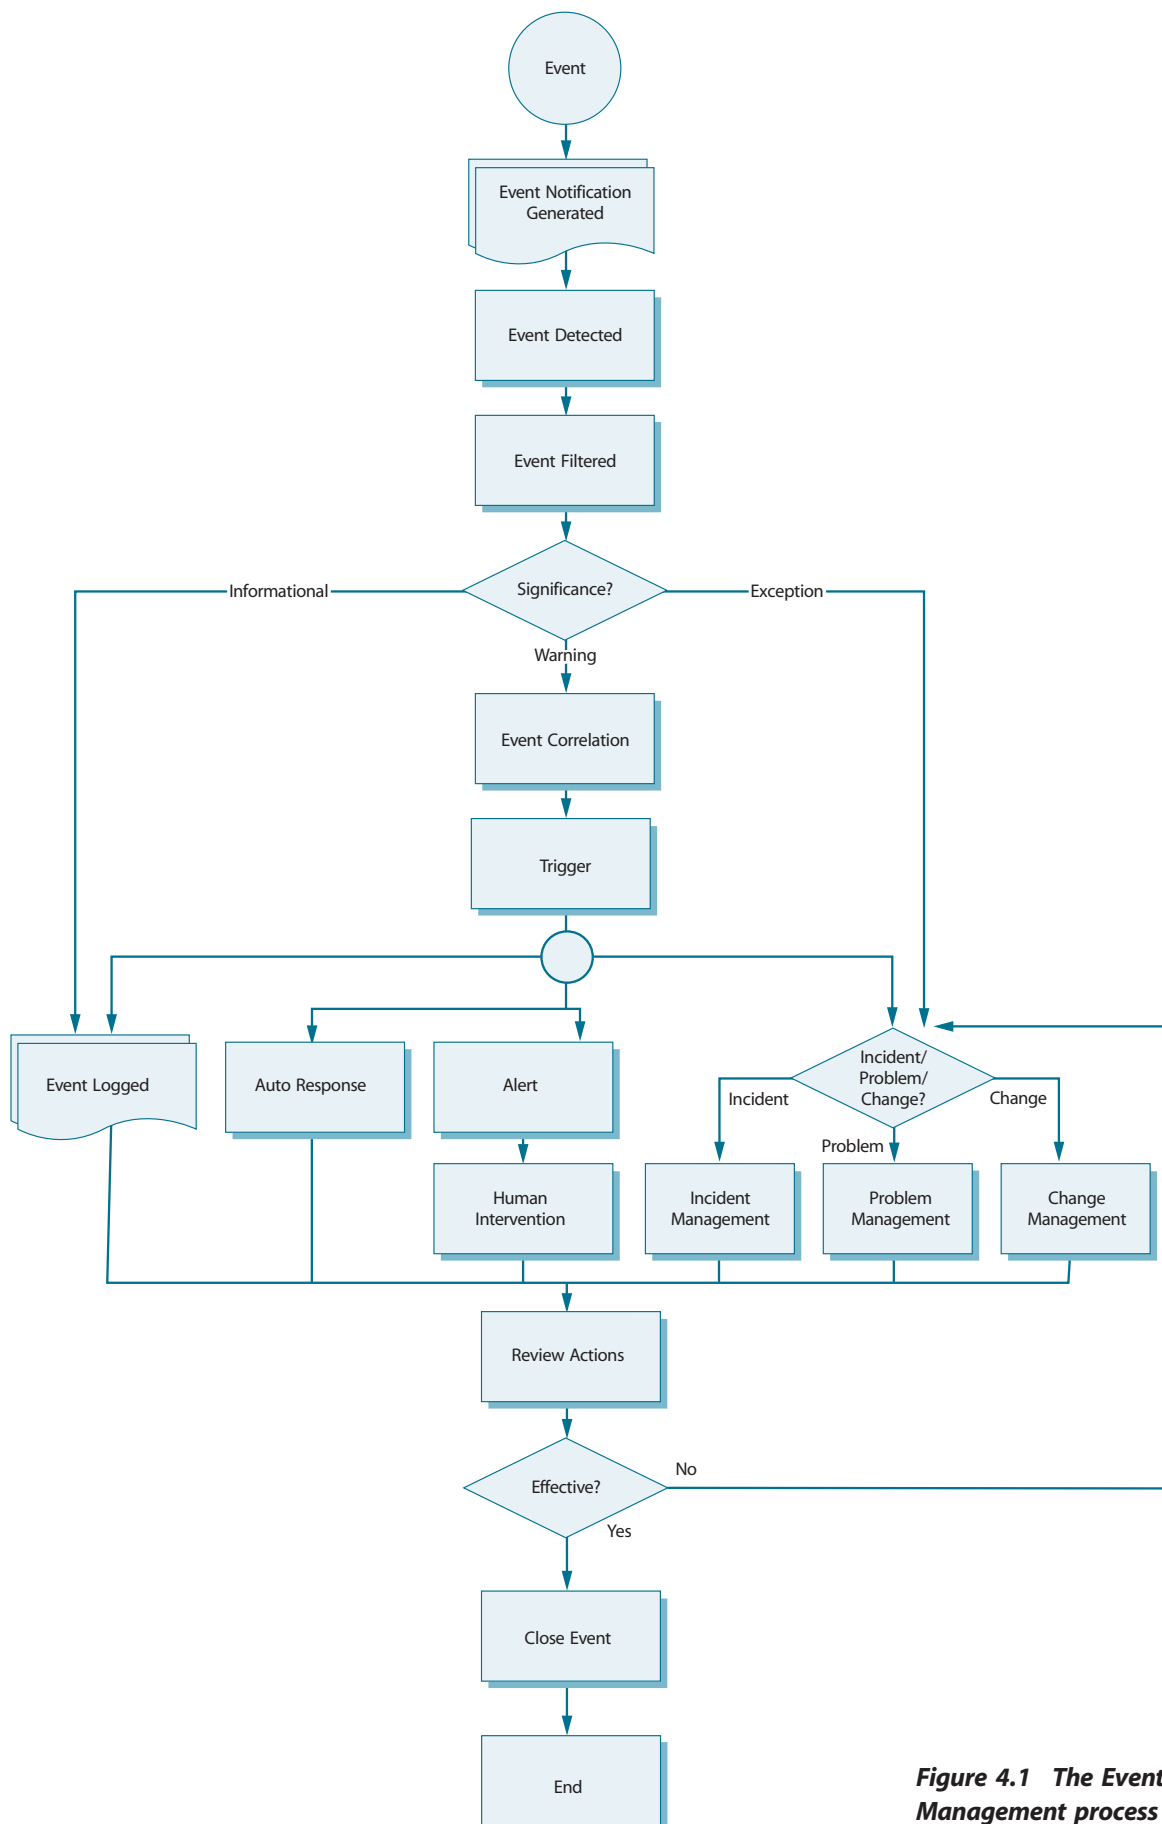 Event
Event Notification
Generated
Event Detected
Event Filtered
Significance?
Informational
Exception
Warning
Event Correlation
Trigger
Event Logged
Auto Response
Alert
Incident/
Problem/
Change?
Incident
Change
Problem
Human
Intervention
Incident
Management
Problem
Management
Change
Management
Review Actions
Effective?
No
Yes
Close Event
End
Figure 4.1 The Event
Management process